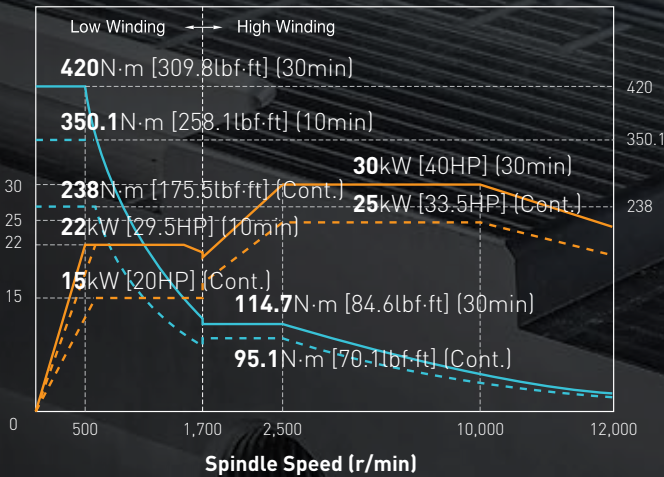 Low Winding ←→ High Winding
420N·m [309.8lbf·ft] (30min)
420
350.1N·m [258.1lbf·ft] (10min)
350.1
30kW [40HP] (30min)
30
238N·m [175.5lbf·ft] (Cont.)
25kW [33.5HP] (Cont.)
238
25
22kW [29.5HP] (10min)
22
15kW [20HP] (Cont.)
15
114.7N·m [84.6lbf·ft] (30min)
95.1N·m [70.1lbf·ft] (Cont.)
0
500 1,700 2,500 10,000 12,000
Spindle Speed (r/min)